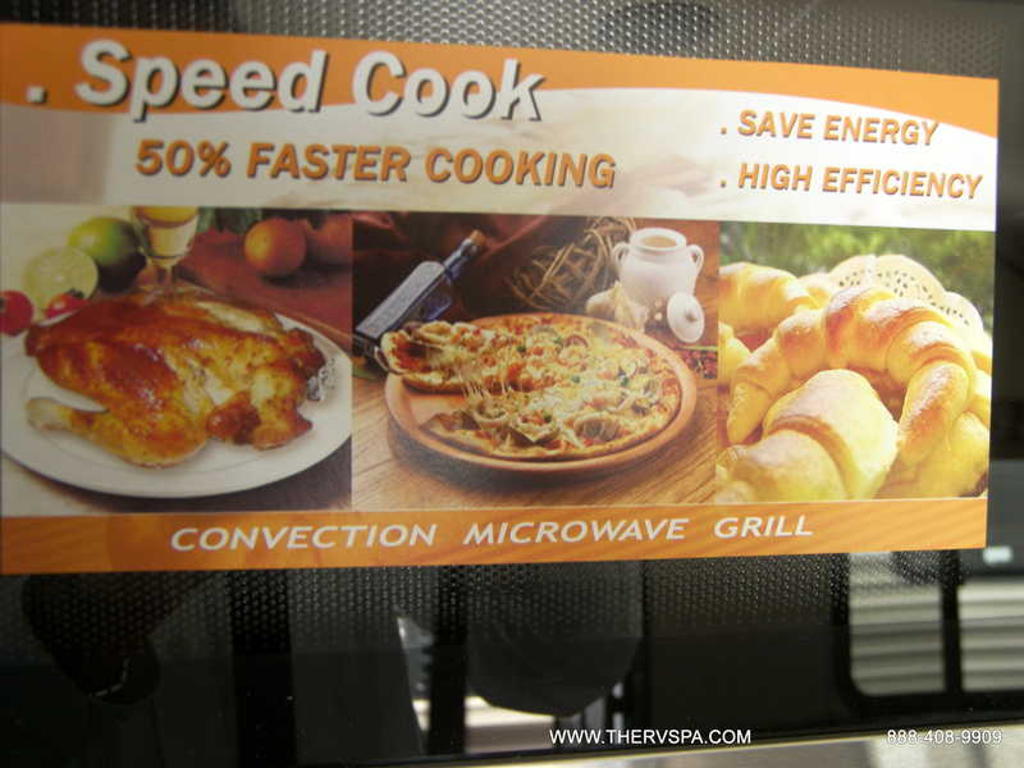 . Speed Cook
50% FASTER COOKING
. SAVE ENERGY
. HIGH EFFICIENCY
CONVECTION MICROWAVE GRILL
WWW.THERVSPA.COM
888-408-9909